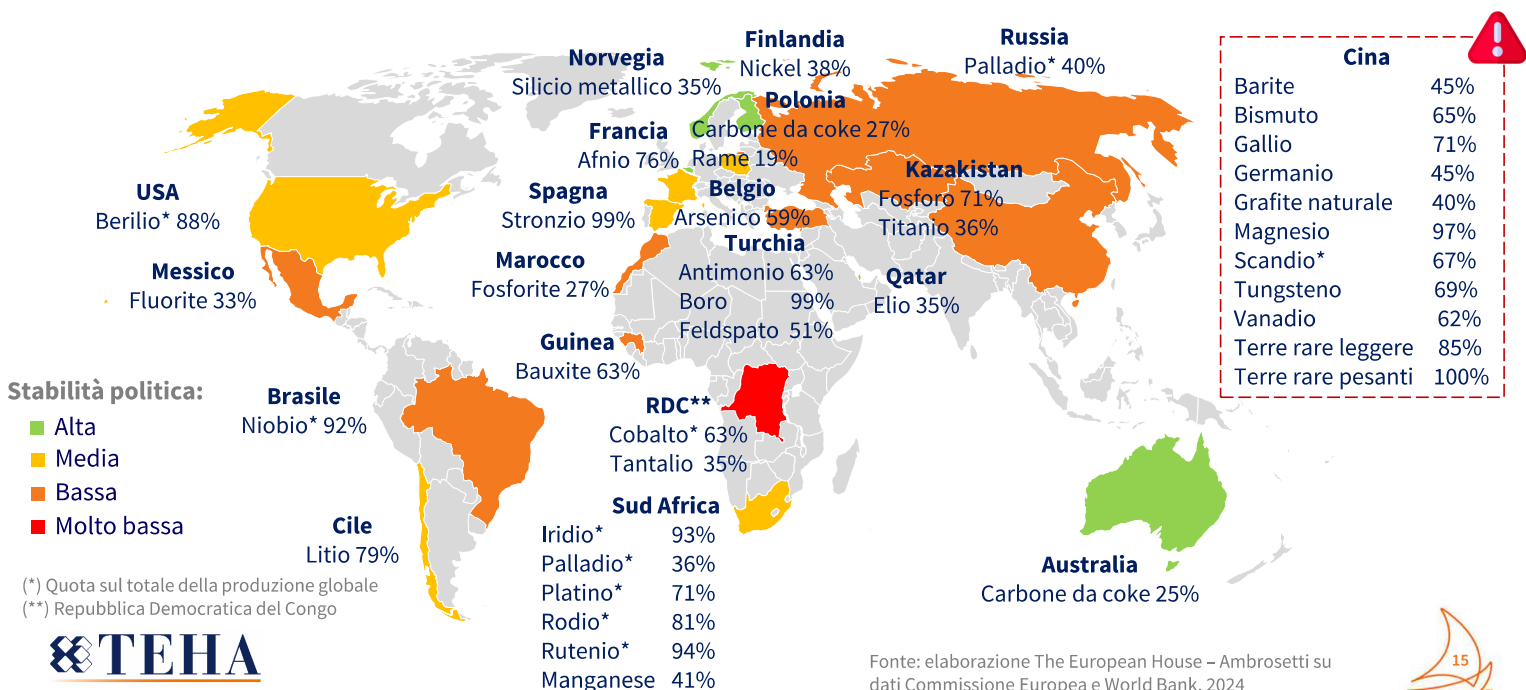 Norvegia
Silicio metallico 35%
Finlandia
Nickel 38%
Russia
Palladio* 40%
Polonia
Carbone da coke 27%
Rame 19%
Francia
Afnio 76%
Kazakistan
Fosforo 71%
Titanio 36%
USA
Berilio* 88%
Spagna
Stronzio 99%
Belgio
Arsenico 59%
Messico
Fluorite 33%
Marocco
Fosforite 27%
Turchia
Antimonio 63%
Boro 99%
Feldspato 51%
Qatar
Elio 35%
Guinea
Bauxite 63%
Brasile
Niobio* 92%
RDC**
Cobalto* 63%
Tantalio 35%
Cile
Litio 79%
Sud Africa
Iridio* 93%
Palladio* 36%
Platino* 71%
Rodio* 81%
Rutenio* 94%
Manganese 41%
Australia
Carbone da coke 25%
!
Cina
Barite 45%
Bismuto 65%
Gallio 71%
Germanio 45%
Grafite naturale 40%
Magnesio 97%
Scandio* 67%
Tungsteno 69%
Vanadio 62%
Terre rare leggere 85%
Terre rare pesanti 100%
Stabilità politica:
Alta
Media
Bassa
Molto bassa
(*) Quota sul totale della produzione globale
(**) Repubblica Democratica del Congo
TEHA
Fonte: elaborazione The European House – Ambrosetti su
dati Commissione Europea e World Bank, 2024
15